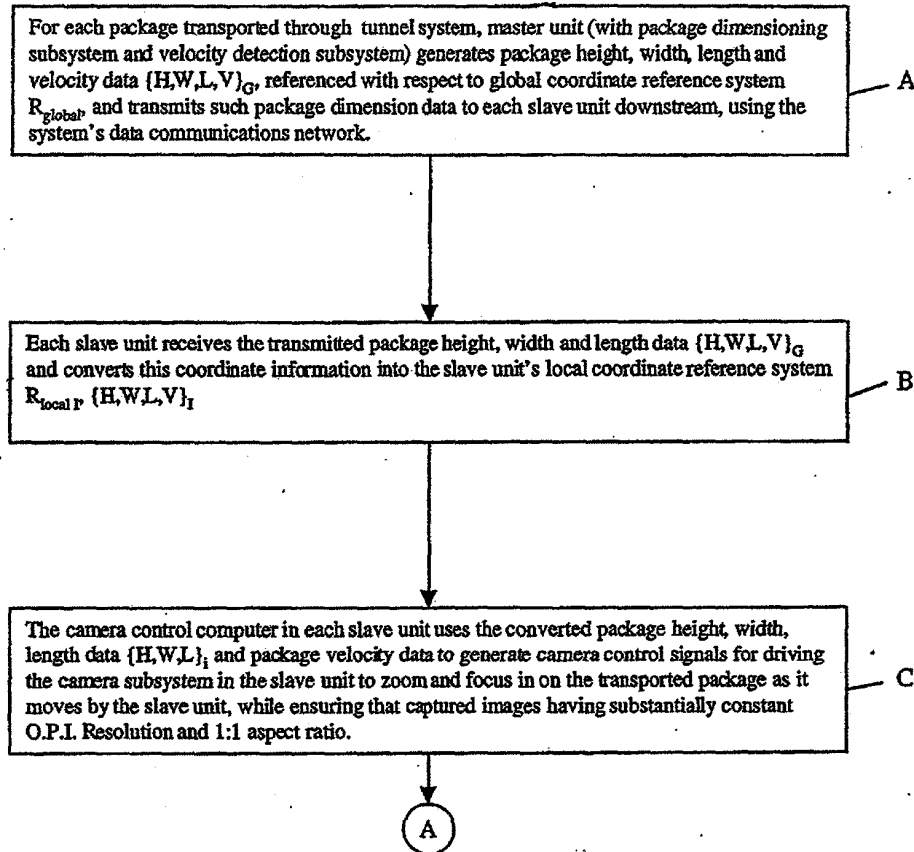 For each package transported through tunnel system, master unit (with package dimensioning
subsystem and velocity detection subsystem) generates package height, width, length and
velocity data {H,W,L,V}G, referenced with respect to global coordinate reference system
Rglobal, and transmits such package dimension data to each slave unit downstream, using the
system's data communications network.
A
Each slave unit receives the transmitted package height, width and length data {H,W,L,V}G
and converts this coordinate information into the slave unit's local coordinate reference system
Rlocal I, {H,W,L,V}I
B
The camera control computer in each slave unit uses the converted package height, width,
length data {H,W,L}i and package velocity data to generate camera control signals for driving
the camera subsystem in the slave unit to zoom and focus in on the transported package as it
moves by the slave unit, while ensuring that captured images having substantially constant
O.P.I. Resolution and 1:1 aspect ratio.
C
A